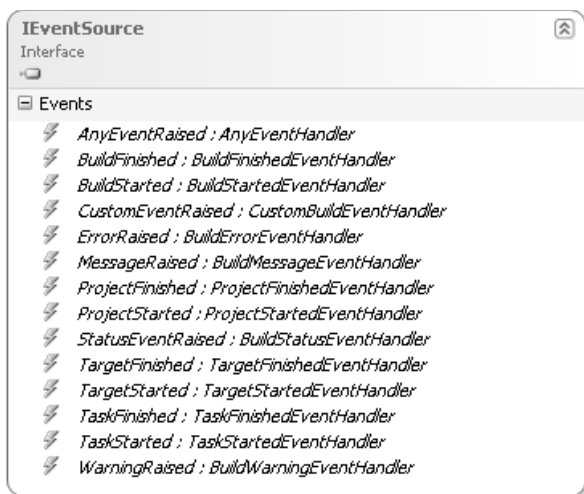 IEventSource
Interface
Events
AnyEventRaised : AnyEventHandler
BuildFinished : BuildFinishedEventHandler
BuildStarted : BuildStartedEventHandler
CustomEventRaised : CustomBuildEventHandler
ErrorRaised : BuildErrorEventHandler
MessageRaised : BuildMessageEventHandler
ProjectFinished : ProjectFinishedEventHandler
ProjectStarted : ProjectStartedEventHandler
StatusEventRaised : BuildStatusEventHandler
TargetFinished : TargetFinishedEventHandler
TargetStarted : TargetStartedEventHandler
TaskFinished : TaskFinishedEventHandler
TaskStarted : TaskStartedEventHandler
WarningRaised : BuildWarningEventHandler